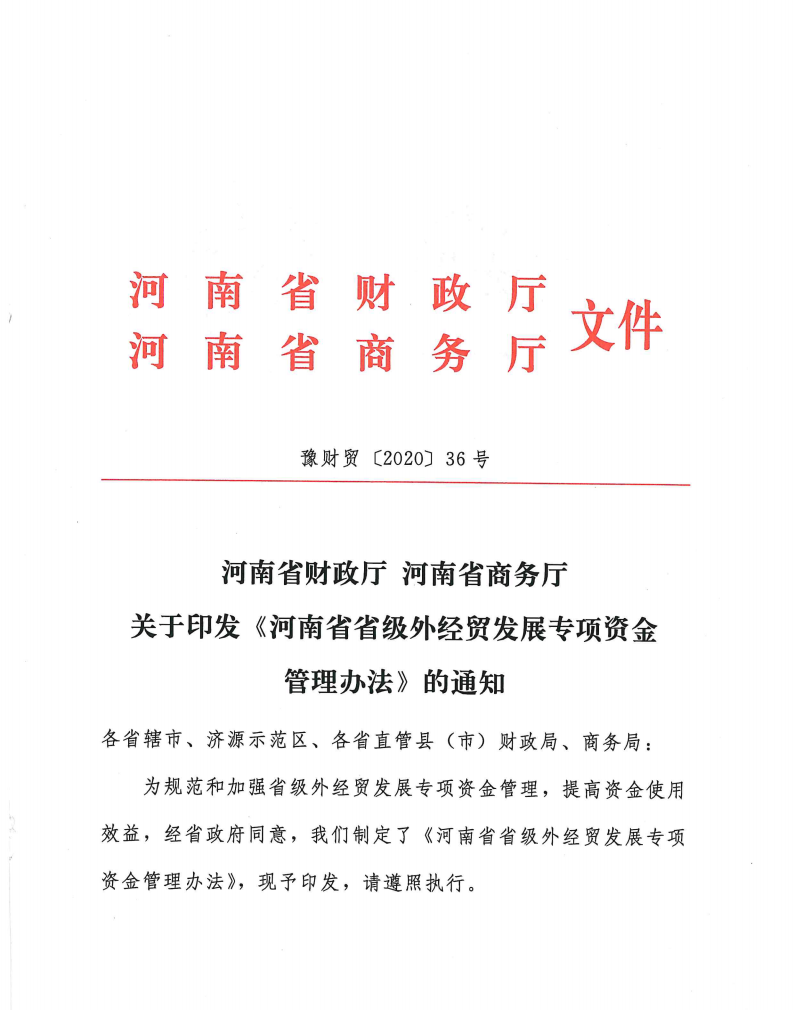 河南省财政厅
河南省商务厅
文件
豫财贸〔2020〕36号
河南省财政厅 河南省商务厅
关于印发《河南省省级外经贸发展专项资金
管理办法》的通知
各省辖市、济源示范区、各省直管县（市）财政局、商务局：
为规范和加强省级外经贸发展专项资金管理，提高资金使用
效益，经省政府同意，我们制定了《河南省省级外经贸发展专项
资金管理办法》，现予印发，请遵照执行。